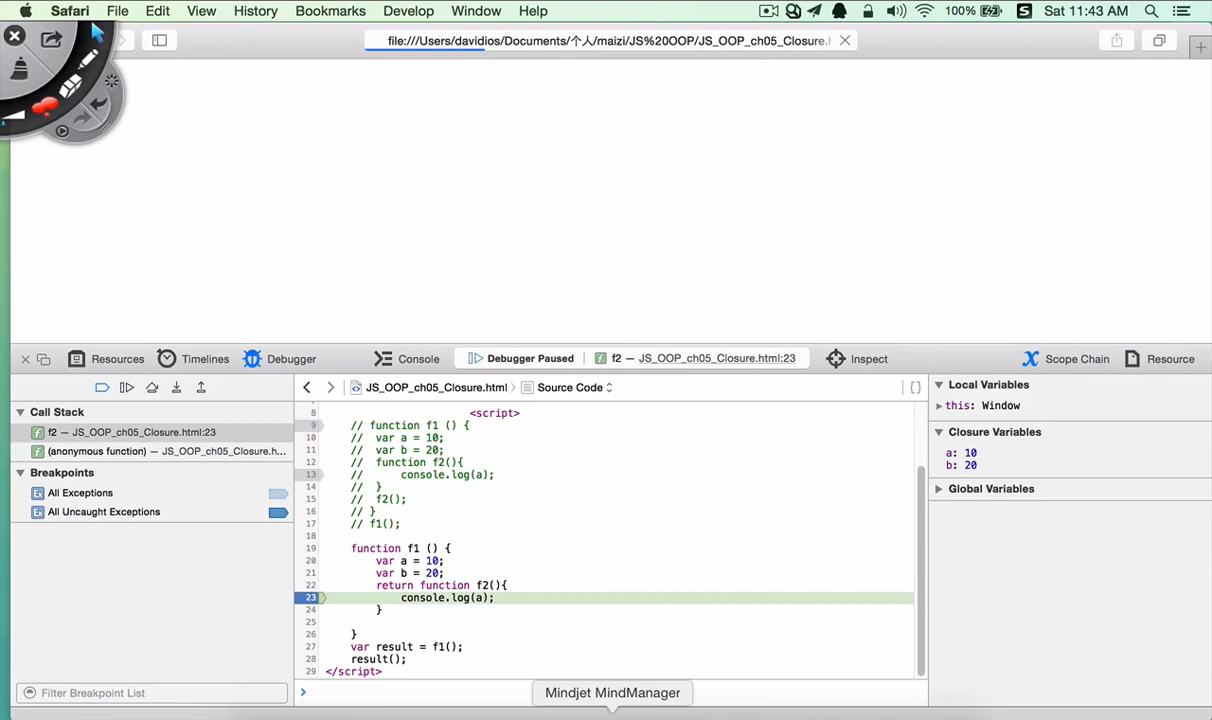 Safari File Edit View History Bookmarks Develop Window Help 100% S Sat 11:43 AM
file:///Users/davidios/Documents/个人/maizi/JS%20OOP/JS_OOP_ch05_Closure.
Resources Timelines Debugger Console Debugger Paused f2 — JS_OOP_ch05_Closure.html:23 Inspect Scope Chain Resource
JS_OOP_ch05_Closure.html Source Code {}
Call Stack
f2 — JS_OOP_ch05_Closure.html:23
(anonymous function) — JS_OOP_ch05_Closure.h...
Breakpoints
All Exceptions
All Uncaught Exceptions
Filter Breakpoint List
8 <script>
9 // function f1 () {
10 // var a = 10;
11 // var b = 20;
12 // function f2(){
13 // console.log(a);
14 // }
15 // f2();
16 // }
17 // f1();
18
19 function f1 () {
20 var a = 10;
21 var b = 20;
22 return function f2(){
23 console.log(a);
24 }
25
26 }
27 var result = f1();
28 result();
29 </script>
Mindjet MindManager
Local Variables
this: Window
Closure Variables
a: 10
b: 20
Global Variables